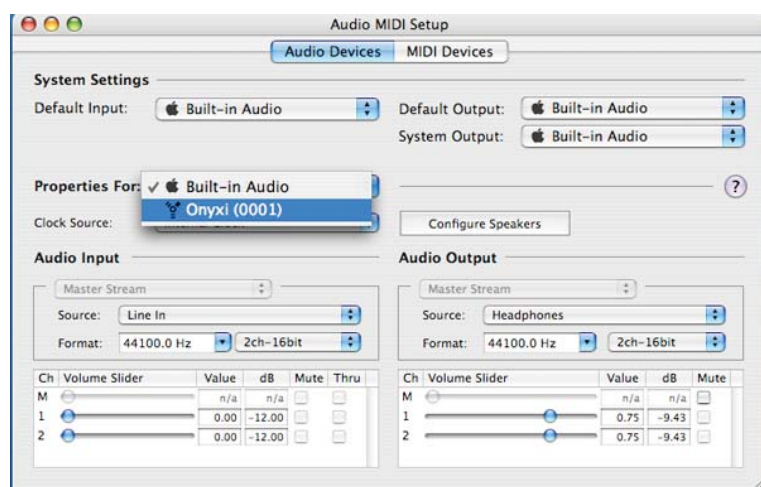 Audio MIDI Setup
Audio Devices MIDI Devices
System Settings
Default Input: Built-in Audio Default Output: Built-in Audio
System Output: Built-in Audio
Properties For: ✓ Built-in Audio ?
Onyxi (0001)
Clock Source: Configure Speakers
Audio Input Audio Output
Master Stream Master Stream
Source: Line In Source: Headphones
Format: 44100.0 Hz 2ch-16bit Format: 44100.0 Hz 2ch-16bit
Ch Volume Slider Value dB Mute Thru Ch Volume Slider Value dB Mute
M n/a n/a M n/a n/a
1 0.00 -12.00 1 0.75 -9.43
2 0.00 -12.00 2 0.75 -9.43